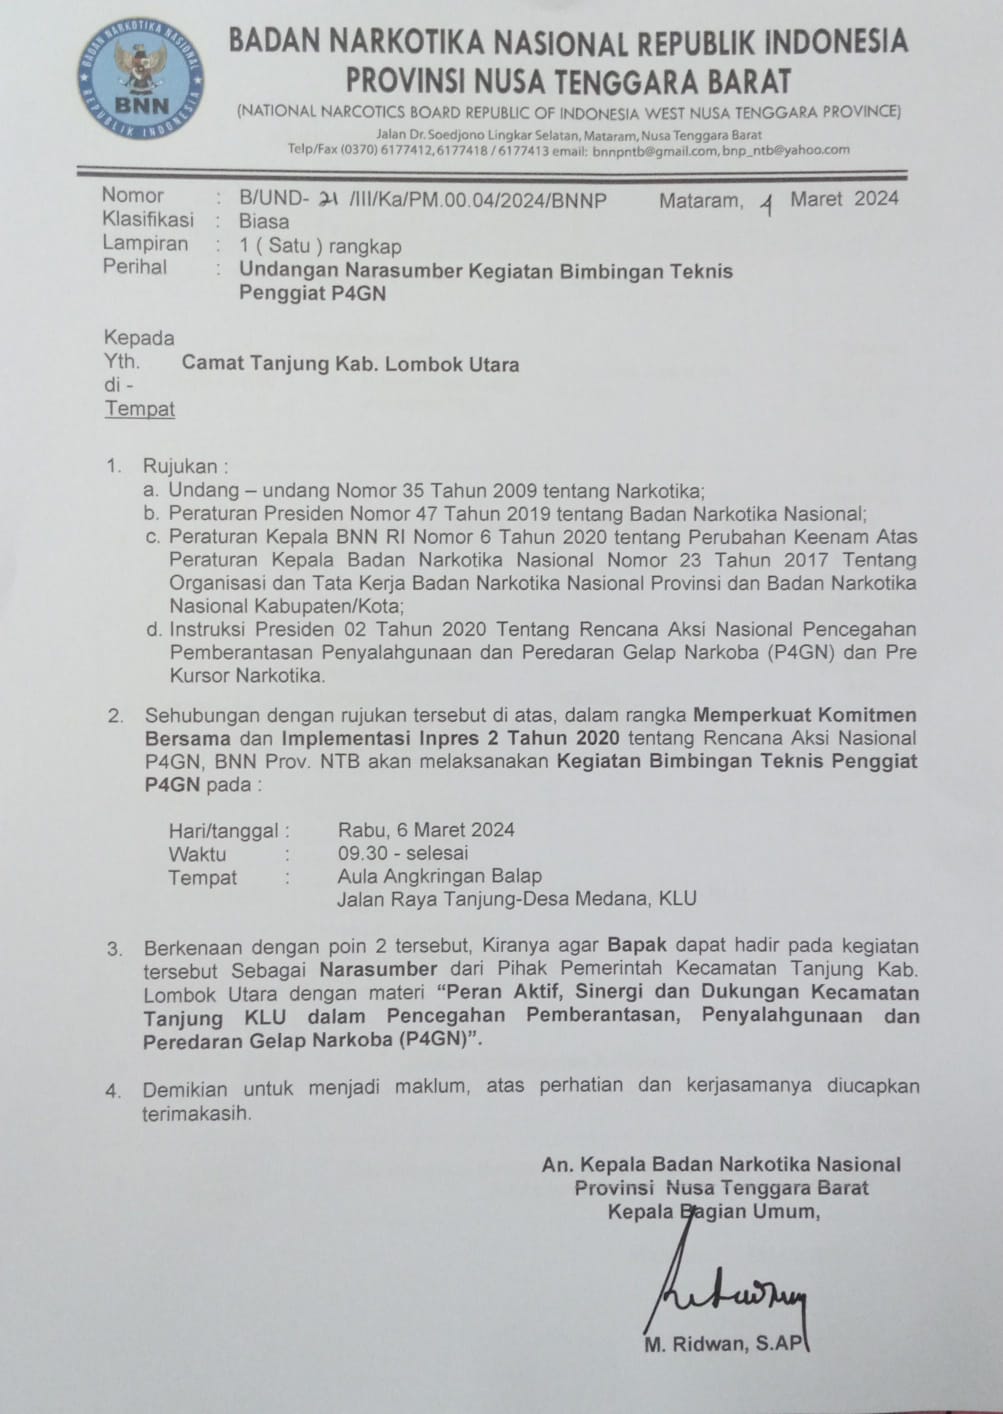 BADAN NARKOTIKA NASIONAL
BNN
REPUBLIK INDONESIA
BADAN NARKOTIKA NASIONAL REPUBLIK INDONESIA
PROVINSI NUSA TENGGARA BARAT
(NATIONAL NARCOTICS BOARD REPUBLIC OF INDONESIA WEST NUSA TENGGARA PROVINCE)
Jalan Dr. Soedjono Lingkar Selatan, Mataram, Nusa Tenggara Barat
Telp/Fax (0370) 6177412, 6177418 / 6177413 email: bnnpntb@gmail.com, bnp_ntb@yahoo.com
Nomor : B/UND- 21 /III/Ka/PM.00.04/2024/BNNP Mataram, 1 Maret 2024
Klasifikasi : Biasa
Lampiran : 1 ( Satu ) rangkap
Perihal : Undangan Narasumber Kegiatan Bimbingan Teknis
Penggiat P4GN
Kepada
Yth. Camat Tanjung Kab. Lombok Utara
di -
Tempat
1. Rujukan :
a. Undang – undang Nomor 35 Tahun 2009 tentang Narkotika;
b. Peraturan Presiden Nomor 47 Tahun 2019 tentang Badan Narkotika Nasional;
c. Peraturan Kepala BNN RI Nomor 6 Tahun 2020 tentang Perubahan Keenam Atas
Peraturan Kepala Badan Narkotika Nasional Nomor 23 Tahun 2017 Tentang
Organisasi dan Tata Kerja Badan Narkotika Nasional Provinsi dan Badan Narkotika
Nasional Kabupaten/Kota;
d. Instruksi Presiden 02 Tahun 2020 Tentang Rencana Aksi Nasional Pencegahan
Pemberantasan Penyalahgunaan dan Peredaran Gelap Narkoba (P4GN) dan Pre
Kursor Narkotika.
2. Sehubungan dengan rujukan tersebut di atas, dalam rangka Memperkuat Komitmen
Bersama dan Implementasi Inpres 2 Tahun 2020 tentang Rencana Aksi Nasional
P4GN, BNN Prov. NTB akan melaksanakan Kegiatan Bimbingan Teknis Penggiat
P4GN pada :
Hari/tanggal : Rabu, 6 Maret 2024
Waktu : 09.30 - selesai
Tempat : Aula Angkringan Balap
Jalan Raya Tanjung-Desa Medana, KLU
3. Berkenaan dengan poin 2 tersebut, Kiranya agar Bapak dapat hadir pada kegiatan
tersebut Sebagai Narasumber dari Pihak Pemerintah Kecamatan Tanjung Kab.
Lombok Utara dengan materi “Peran Aktif, Sinergi dan Dukungan Kecamatan
Tanjung KLU dalam Pencegahan Pemberantasan, Penyalahgunaan dan
Peredaran Gelap Narkoba (P4GN)”.
4. Demikian untuk menjadi maklum, atas perhatian dan kerjasamanya diucapkan
terimakasih.
An. Kepala Badan Narkotika Nasional
Provinsi Nusa Tenggara Barat
Kepala Bagian Umum,
M. Ridwan, S.AP